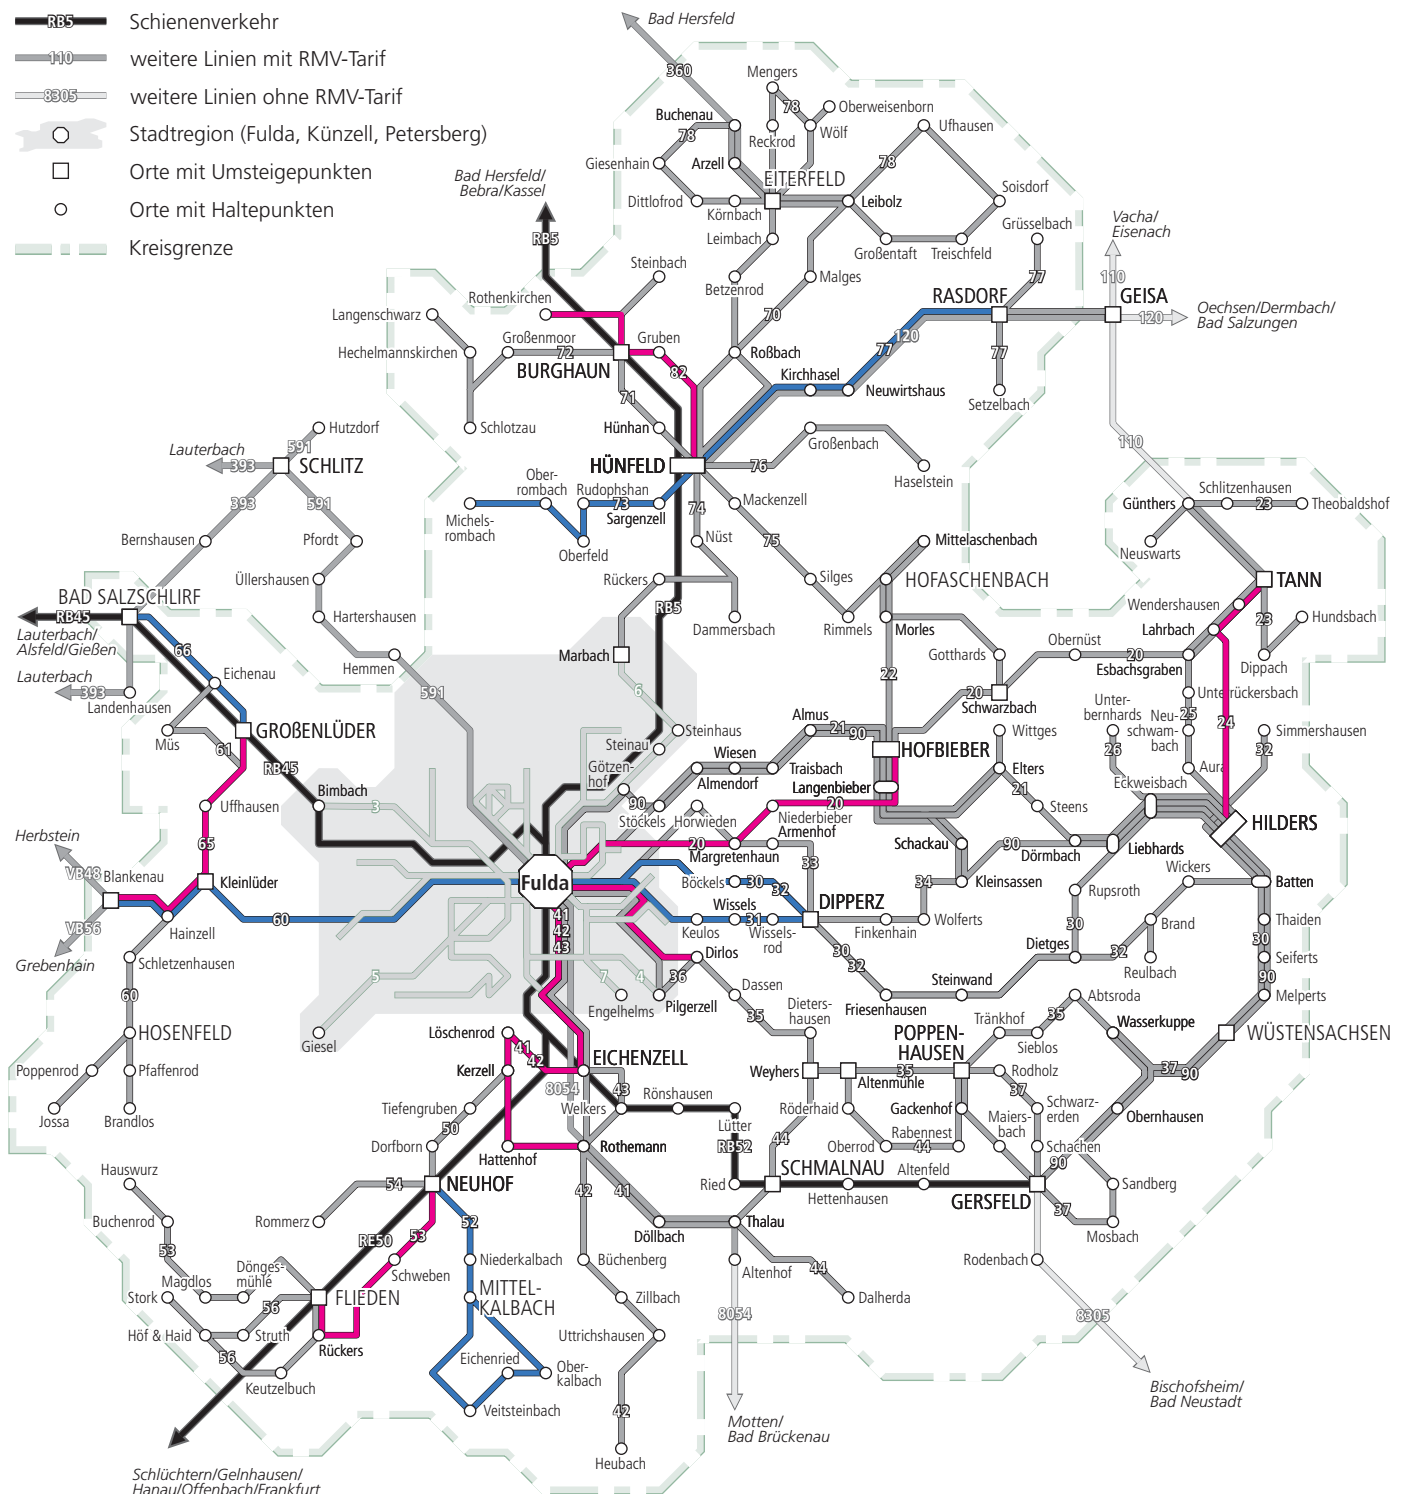 RB5 Schienenverkehr
110 weitere Linien mit RMV-Tarif
8305 weitere Linien ohne RMV-Tarif
Stadtregion (Fulda, Künzell, Petersberg)
Orte mit Umsteigepunkten
Orte mit Haltepunkten
Kreisgrenze
Bad Hersfeld
360
Mengers
78
Oberweisenborn
Buchenau
78
Reckrod
Wölf
Ufhausen
Giesenhain
Arzell
78
EITERFELD
Bad Hersfeld/
Bebra/Kassel
Dittlofrod
Körnbach
Leibolz
Soisdorf
RB5
Leimbach
Großentaft
Treischfeld
Grüsselbach
Vacha/
Eisenach
Steinbach
Betzenrod
Malges
77
110
Rothenkirchen
RASDORF
GEISA
Langenschwarz
70
120
Oechsen/Dermbach/
Bad Salzungen
Großenmoor
Gruben
120
Hechelmannskirchen
72
Roßbach
77
77
BURGHAUN
82
Kirchhasel
Neuwirtshaus
71
Setzelbach
Hutzdorf
Schlotzau
Hünhan
Großenbach
591
110
Lauterbach
393
SCHLITZ
HÜNFELD
76
Haselstein
Ober-
rombach
Rudophshan
73
Sargenzell
Mackenzell
Schlitzenhausen
Günthers
23
Theobaldshof
393
591
74
Michels-
rombach
Bernshausen
Pfordt
Oberfeld
Nüst
75
Mittelaschenbach
Neuswarts
Üllershausen
Rückers
Silges
HOFASCHENBACH
TANN
BAD SALZSCHLIRF
RB45
RB5
Wendershausen
Lauterbach/
Alsfeld/Gießen
Hartershausen
Dammersbach
Rimmels
Morles
Lahrbach
23
Hundsbach
66
Obernüst
Hemmen
Marbach
Gotthards
20
Esbachsgraben
Dippach
Lauterbach
393
Eichenau
591
6
22
20
Schwarzbach
Unterrückersbach
Landenhausen
Unter-
bernhards
Neu-
schwam-
bach
25
24
Müs
GROßENLÜDER
Steinhaus
Almus
21
90
Wittges
Simmershausen
61
RB45
Steinau
Wiesen
HOFBIEBER
26
32
Götzen-
hof
Traisbach
Elters
Eckweisbach
Aura
Bimbach
Almendorf
Langenbieber
21
Uffhausen
3
90
Stöckels
Horwieden
20
Niederbieber
Steens
HILDERS
Herbstein
65
20
Armenhof
VB48
Margretenhaun
33
Schackau
90
Dörmbach
Liebhards
Blankenau
Kleinlüder
Fulda
Böckels
30
32
34
Kleinsassen
Rupsroth
Wickers
Batten
VB56
60
41
42
43
Wissels
31
DIPPERZ
Hainzell
Keulos
Wissels-
rod
Finkenhain
Wolferts
30
Brand
Thaiden
Grebenhain
Schletzenhausen
Dirlos
30
32
Dietges
32
Reulbach
30
Seiferts
5
7
4
36
Dassen
Steinwand
90
60
Engelhelms
Pilgerzell
35
Friesenhausen
Melperts
HOSENFELD
Giesel
Dieters-
hausen
Abtsroda
35
Tränkhof
Wasserkuppe
WÜSTENSACHSEN
Löschenrod
41
42
EICHENZELL
POPPEN-
HAUSEN
Sieblos
Poppenrod
Pfaffenrod
Kerzell
Weyhers
Altenmühle
35
Rodholz
37
90
8054
43
Rönshausen
37
Jossa
Brandlos
Tiefengruben
Welkers
Röderhaid
Gackenhof
Schwarz-
erden
Obernhausen
50
Lütter
Maiers-
bach
Dorfborn
RB52
44
Rabennest
Oberrod
44
Schachen
Hauswurz
Hattenhof
Rothemann
90
SCHMALNAU
Altenfeld
54
NEUHOF
Ried
Hettenhausen
GERSFELD
Sandberg
Buchenrod
42
41
Rommerz
52
37
Mosbach
53
RE50
53
Döllbach
Thalau
Niederkalbach
Büchenberg
Magdlos
Dönges-
mühle
Schweben
Altenhof
44
Rodenbach
Stork
56
FLIEDEN
MITTEL-
KALBACH
Zillbach
Dalherda
Höf & Haid
Struth
Rückers
Uttrichshausen
8054
8305
56
Eichenried
Ober-
kalbach
Keutzelbuch
Bischofsheim/
Bad Neustadt
Veitsteinbach
42
Motten/
Bad Brückenau
Heubach
Schlüchtern/Gelnhausen/
Hanau/Offenbach/Frankfurt